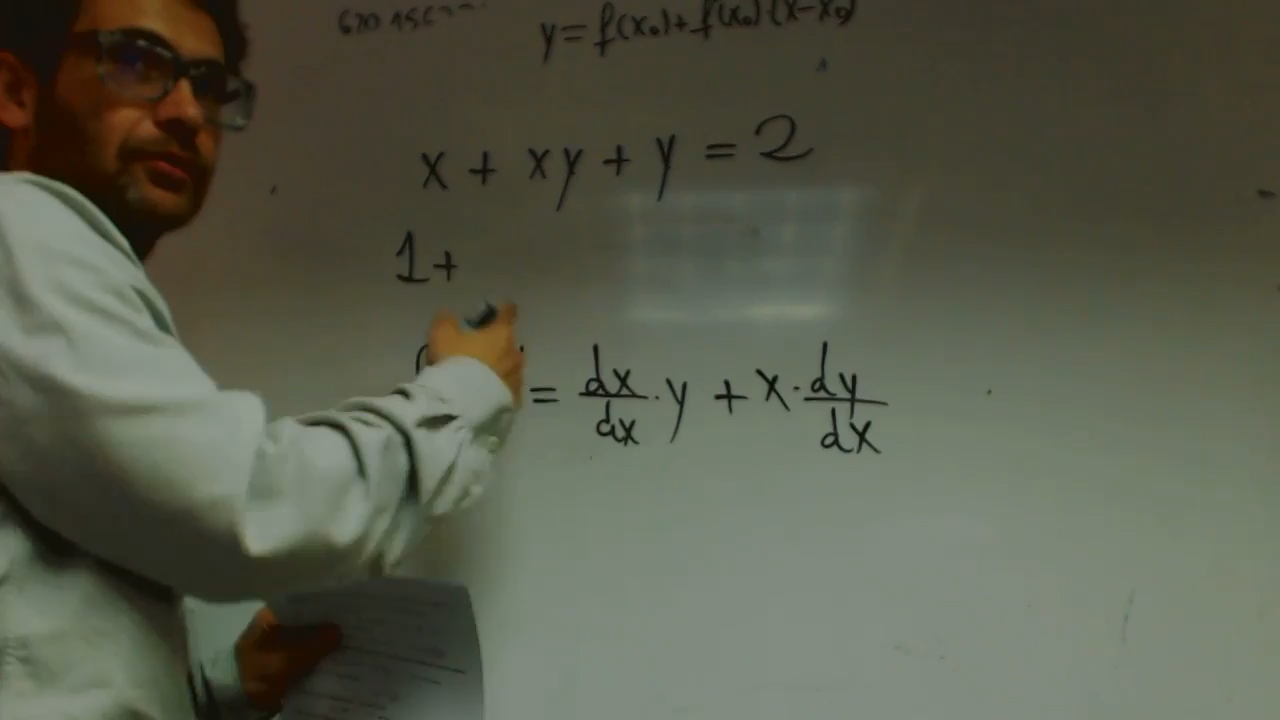 y = f(x₀) + f(x₀)(x-x₀)
x + xy + y = 2
1 +
( = dx/dx · y + x · dy/dx